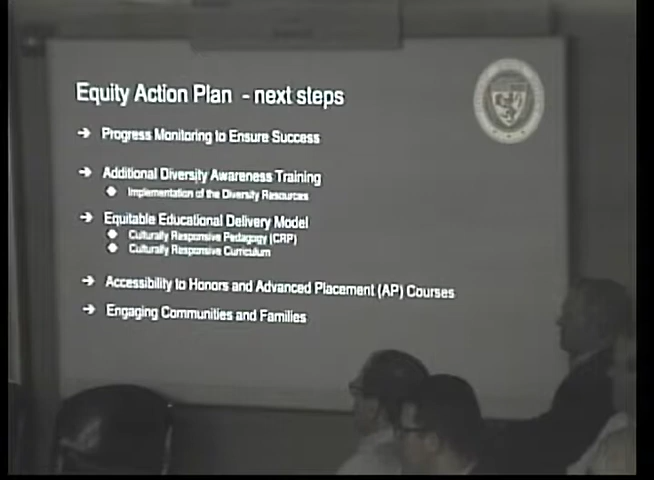 Equity Action Plan - next steps
→ Progress Monitoring to Ensure Success
→ Additional Diversity Awareness Training
◆ Implementation of the Diversity Resources
→ Equitable Educational Delivery Model
◆ Culturally Responsive Pedagogy (CRP)
◆ Culturally Responsive Curriculum
→ Accessibility to Honors and Advanced Placement (AP) Courses
→ Engaging Communities and Families